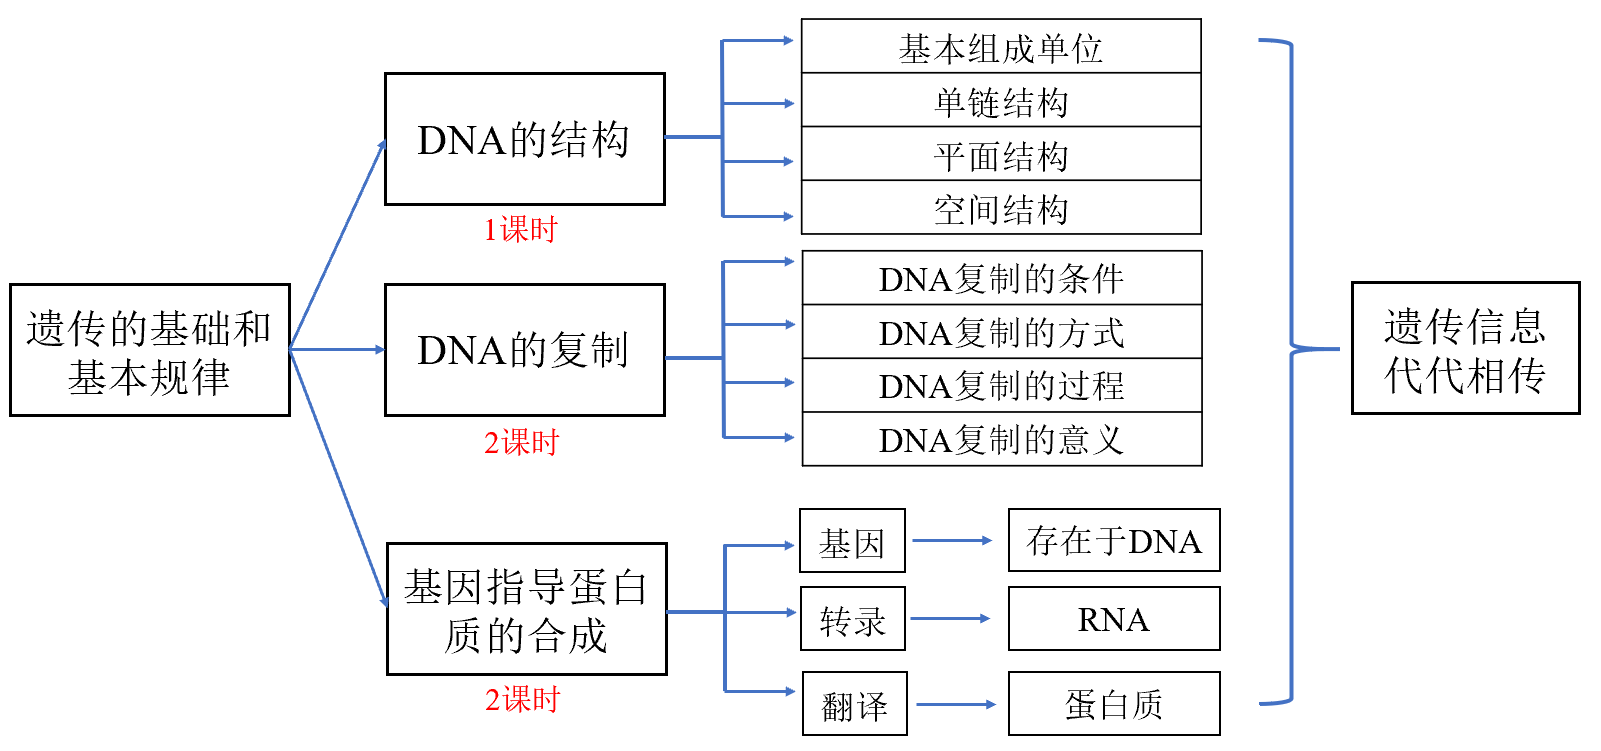 遗传的基础和
基本规律
DNA的结构
1课时
基本组成单位
单链结构
平面结构
空间结构
DNA的复制
2课时
DNA复制的条件
DNA复制的方式
DNA复制的过程
DNA复制的意义
基因指导蛋白
质的合成
2课时
基因
存在于DNA
转录
RNA
翻译
蛋白质
遗传信息
代代相传